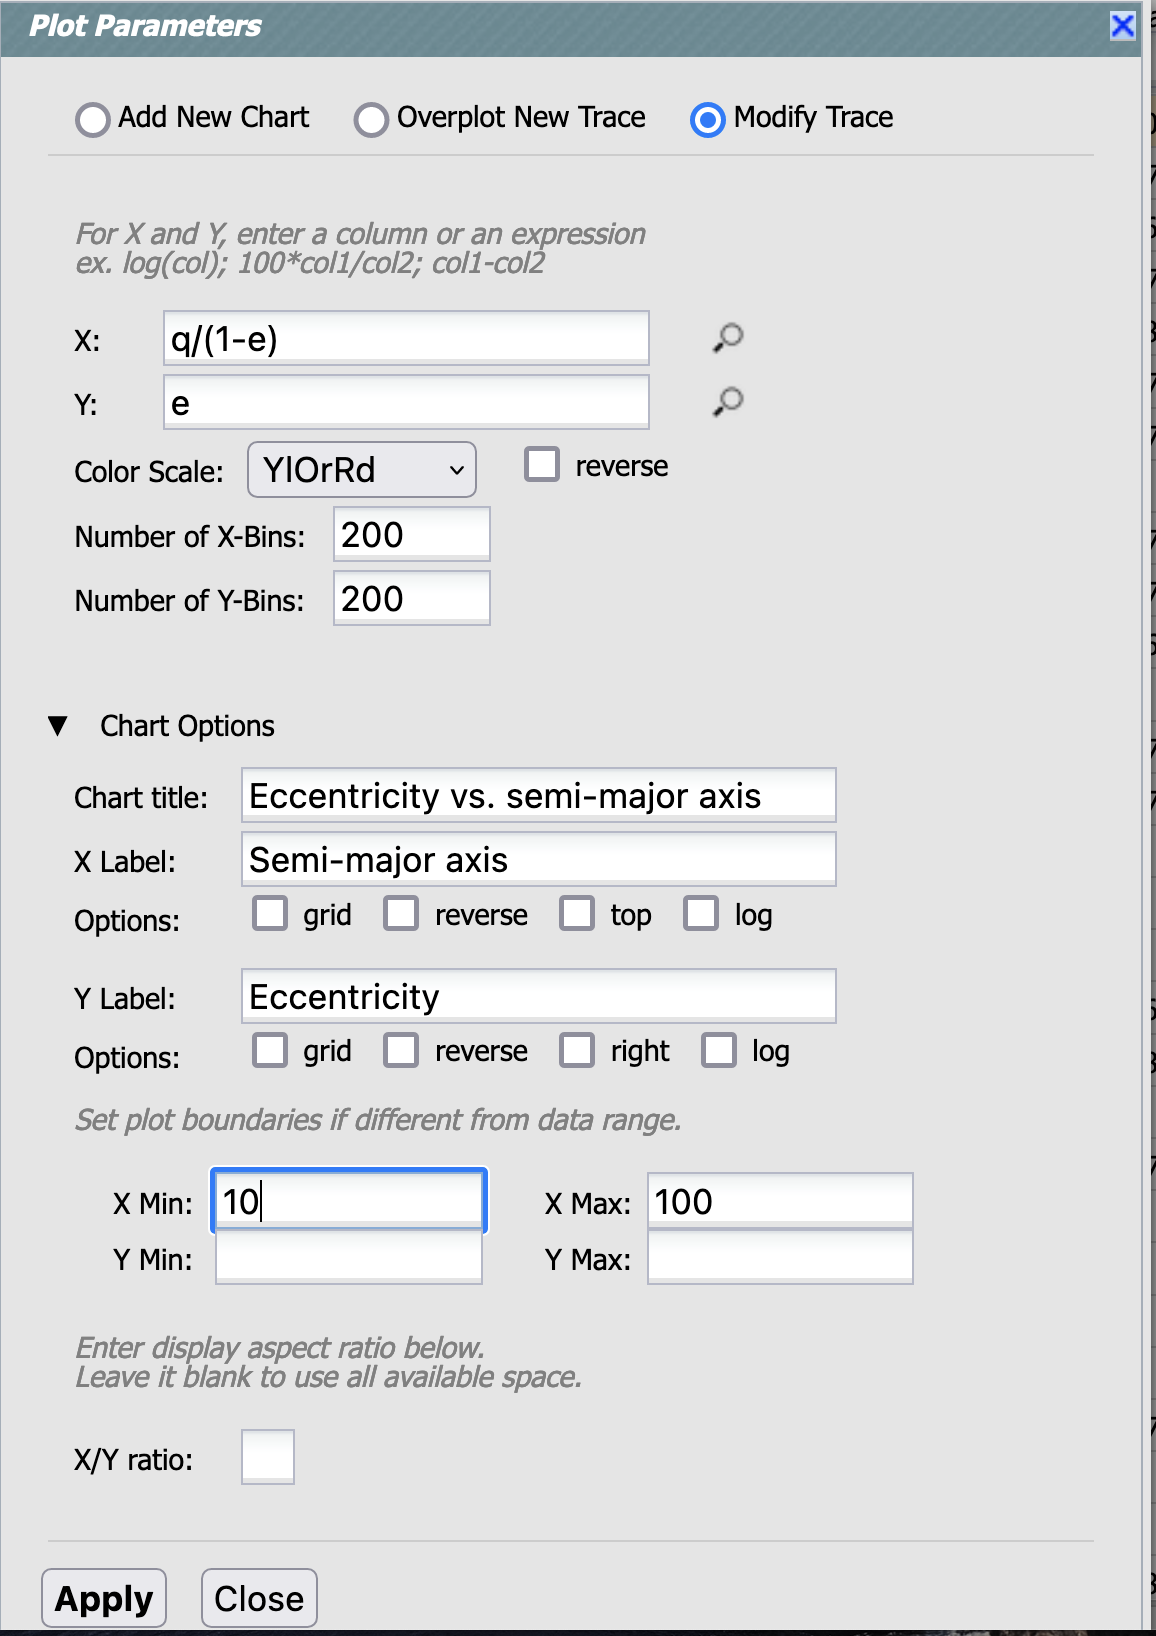 Plot Parameters
Add New Chart Overplot New Trace Modify Trace
For X and Y, enter a column or an expression
ex. log(col); 100*col1/col2; col1-col2
X: q/(1-e)
Y: e
Color Scale: YlOrRd reverse
Number of X-Bins: 200
Number of Y-Bins: 200
Chart Options
Chart title: Eccentricity vs. semi-major axis
X Label: Semi-major axis
Options: grid reverse top log
Y Label: Eccentricity
Options: grid reverse right log
Set plot boundaries if different from data range.
X Min: 10 X Max: 100
Y Min: Y Max:
Enter display aspect ratio below.
Leave it blank to use all available space.
X/Y ratio:
Apply Close